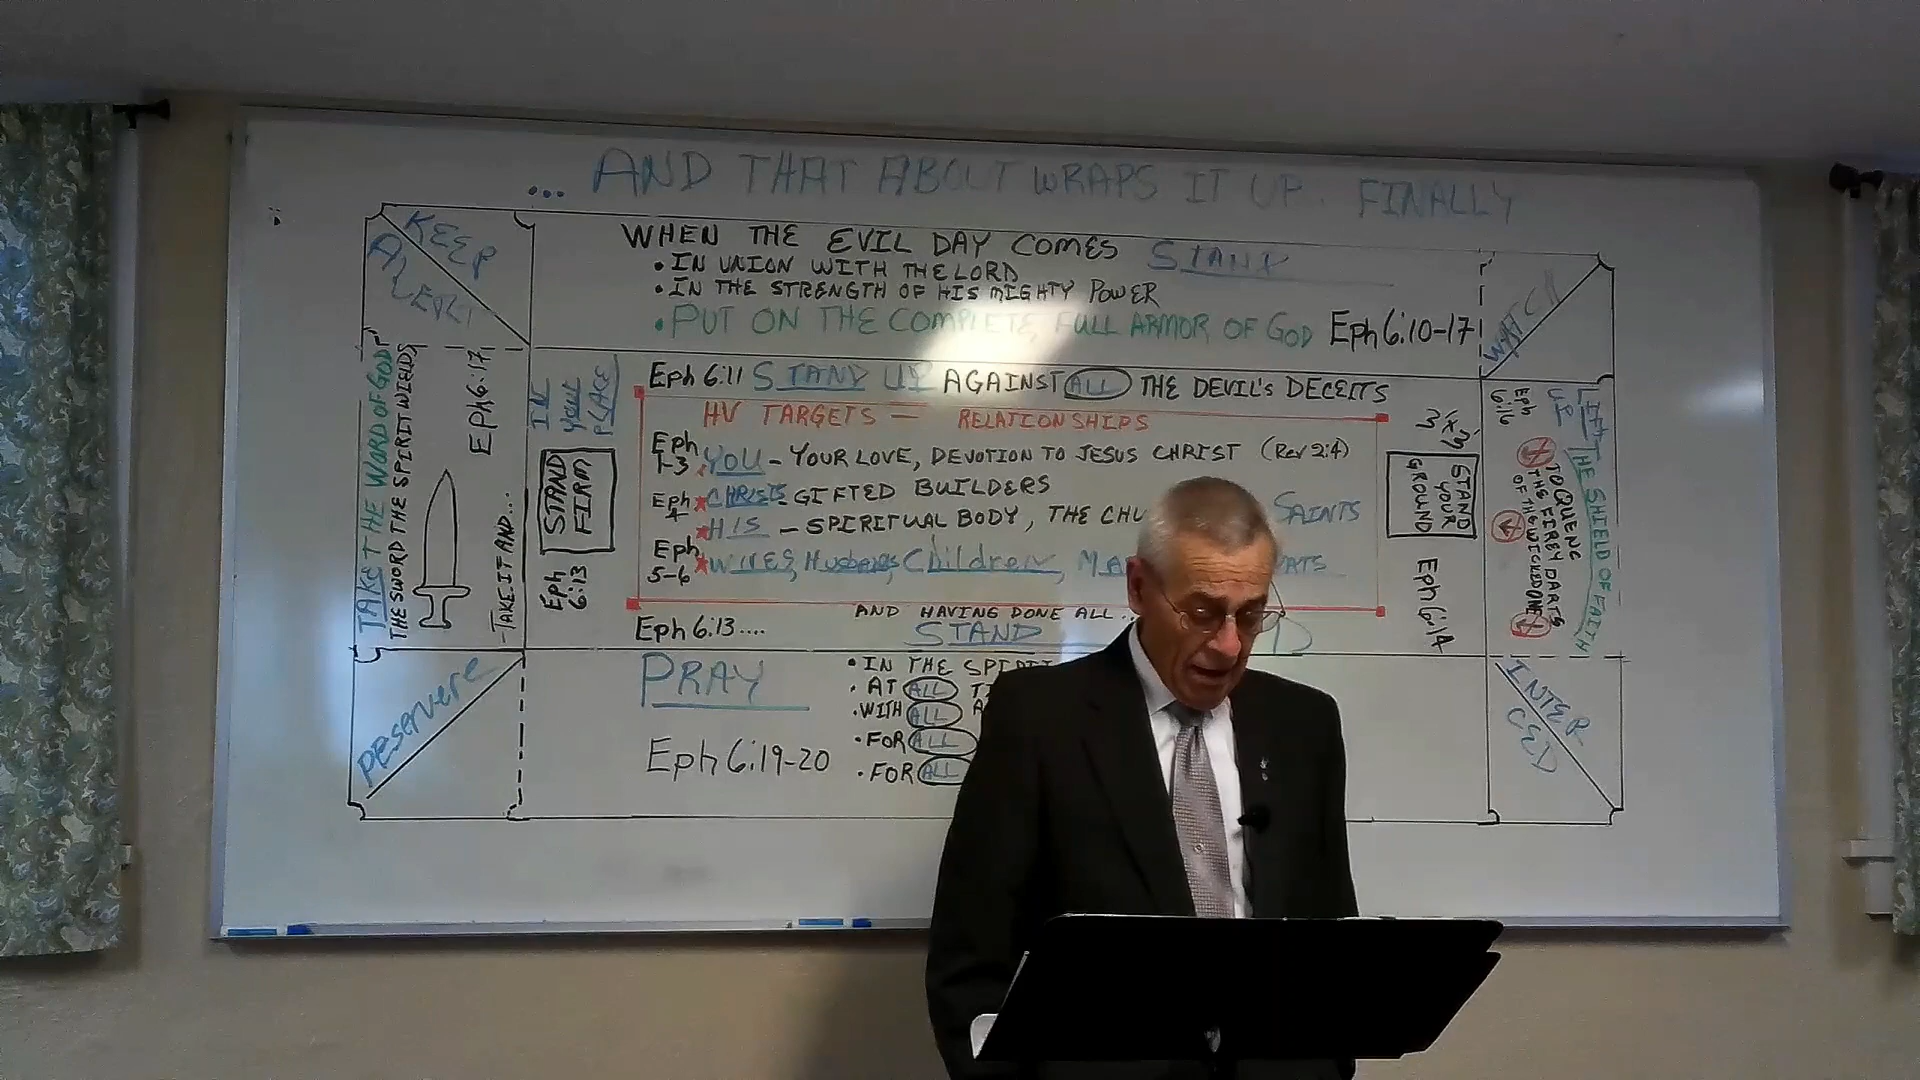 ... AND THAT ABOUT WRAPS IT UP.. FINALLY
KEEP
ALERT
WHEN THE EVIL DAY COMES STAND
• IN UNION WITH THE LORD
• IN THE STRENGTH OF HIS MIGHTY POWER
• PUT ON THE COMPLETE, FULL ARMOR OF GOD Eph 6:10-17
WATCH
TAKE THE WORD OF GOD
THE SWORD THE SPIRIT WIELDS
EPH 6:17
TAKE IT AND...
IN
YOUR
PLACE
STAND
FIRM
Eph
6:13
Eph 6:11 STAND UP AGAINST ALL THE DEVIL'S DECEITS
HV TARGETS — RELATIONSHIPS
Eph
1-3 YOU - YOUR LOVE, DEVOTION TO JESUS CHRIST (Rev 2:4)
Eph
4 CHRISTS - GIFTED BUILDERS
HIS - SPIRITUAL BODY, THE CHU SAINTS
Eph
5-6 WIVES, Husbands, Children, MA
AND HAVING DONE ALL...
Eph 6:13.... STAND
STAND
YOUR
GROUND
Eph 6:14
LIFT UP
THE SHIELD OF FAITH
Eph
6:16
TO QUENC
THE FIREY DARTS
OF THE WICKED ONE
persevere
PRAY
Eph 6:19-20
• IN THE SPIRIT
• AT ALL TI
• WITH ALL
• FOR ALL
• FOR ALL
INTER
CED